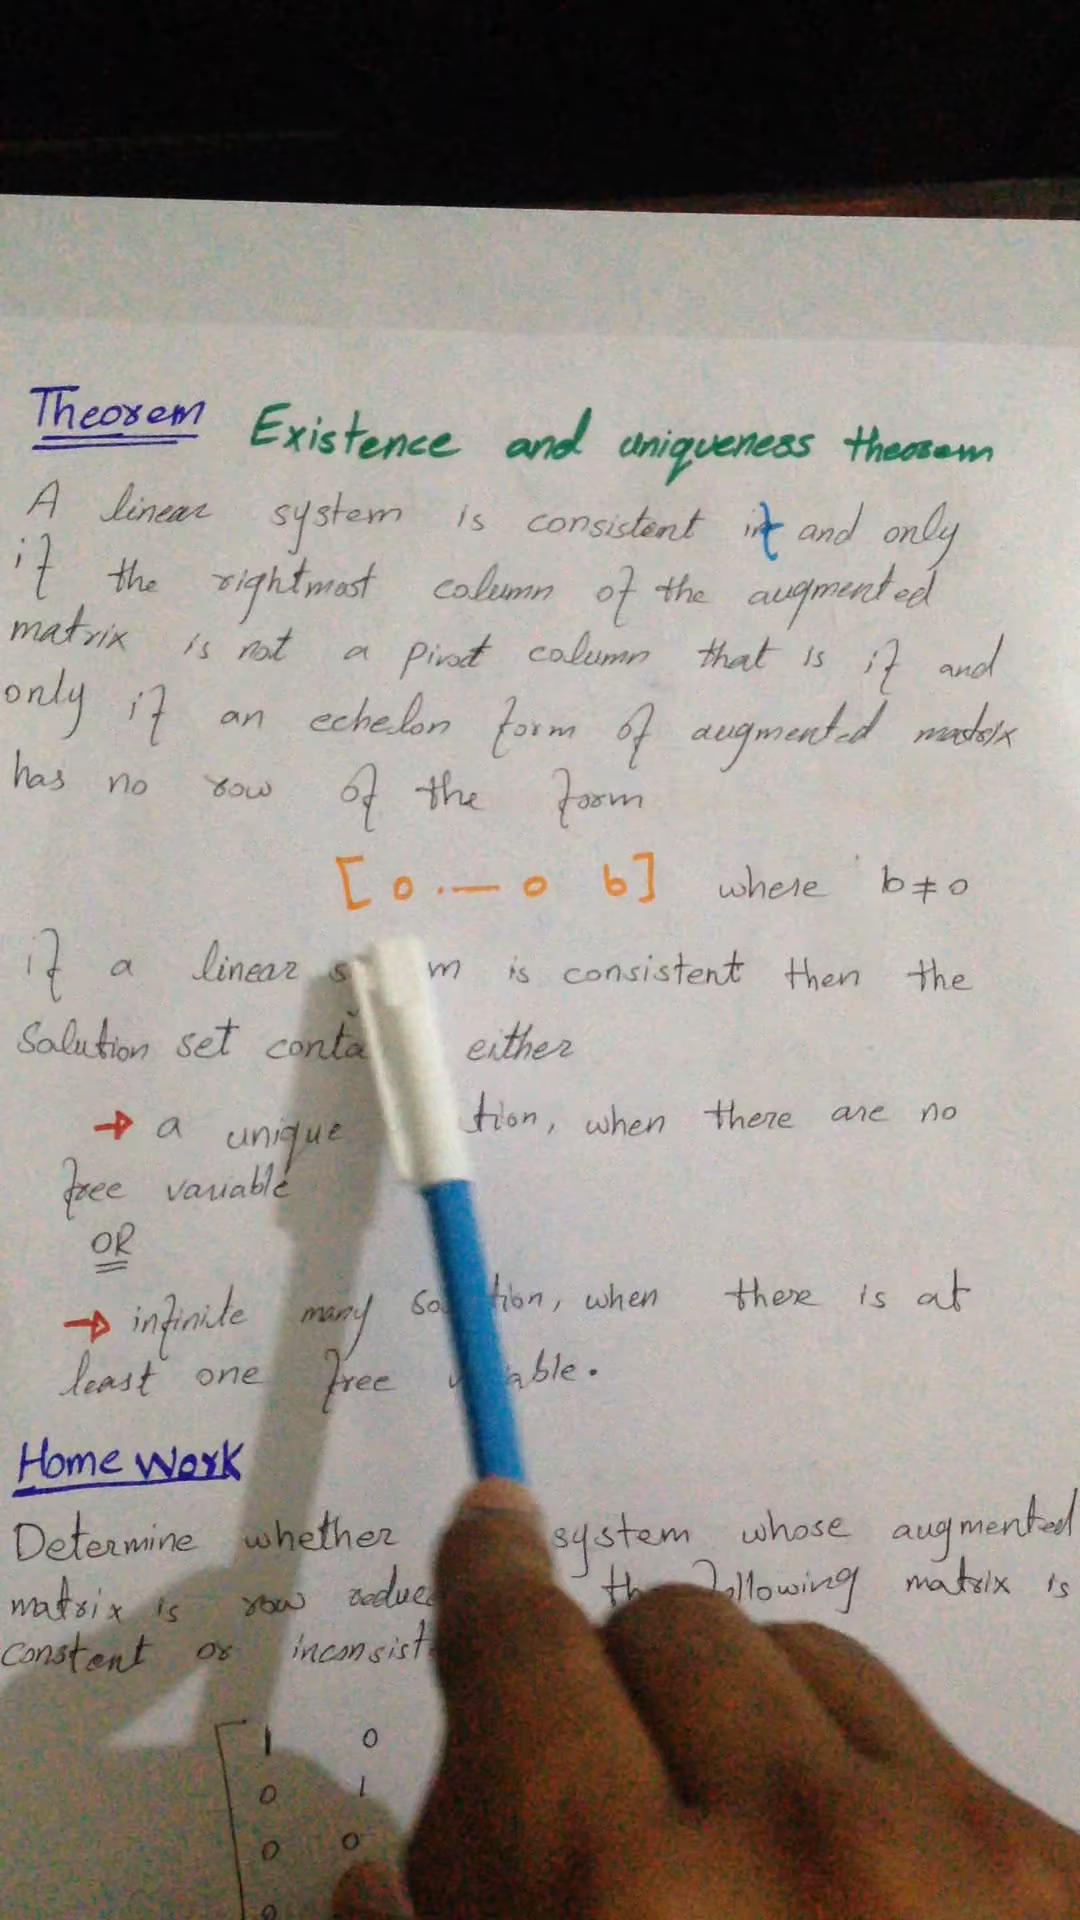 Theorem Existence and uniqueness theorem
A linear system is consistent if and only
if the rightmost column of the augmented
matrix is not a pivot column that is if and
only if an echelon form of augmented matrix
has no row of the form
[0 .— 0 b] where b ≠ 0
if a linear s m is consistent then the
Solution set conta either
→ a unique tion, when there are no
free variable
OR
→ infinite many so tion, when there is at
least one free able.
Home Work
Determine whether system whose augmented
matrix is row reduce the following matrix is
constent or inconsist
1 0
0 1
0 0
0